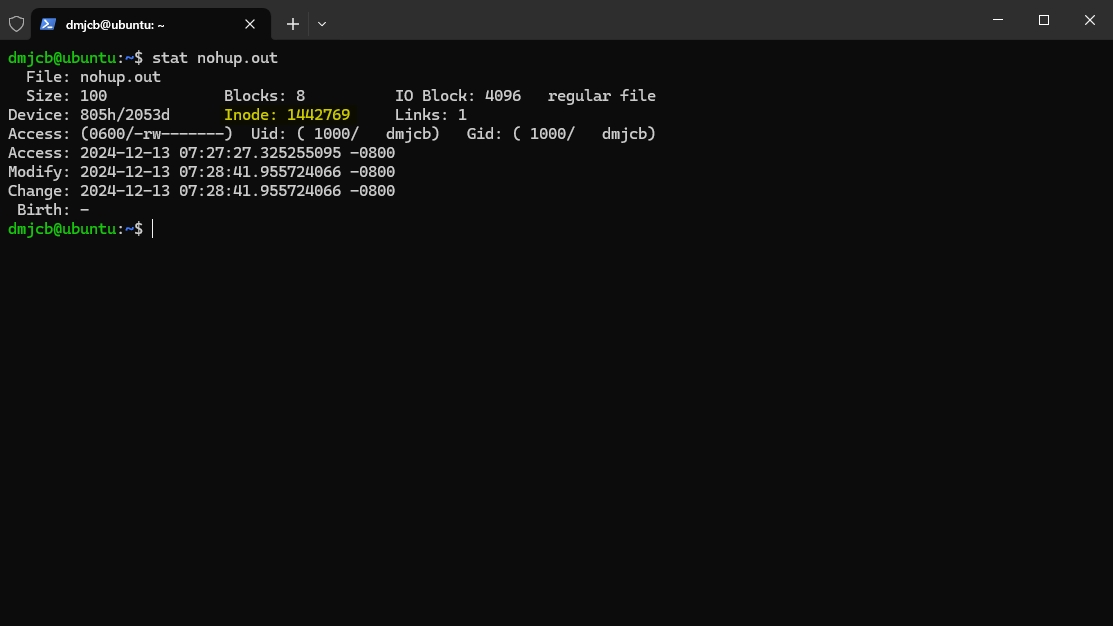 dmjcb@ubuntu: ~
dmjcb@ubuntu:~$ stat nohup.out
  File: nohup.out
  Size: 100             Blocks: 8          IO Block: 4096   regular file
Device: 805h/2053d      Inode: 1442769     Links: 1
Access: (0600/-rw-------)  Uid: ( 1000/   dmjcb)   Gid: ( 1000/   dmjcb)
Access: 2024-12-13 07:27:27.325255095 -0800
Modify: 2024-12-13 07:28:41.955724066 -0800
Change: 2024-12-13 07:28:41.955724066 -0800
 Birth: -
dmjcb@ubuntu:~$